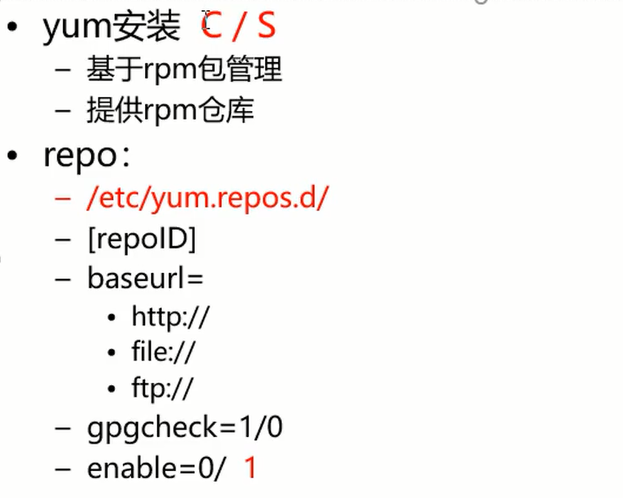 • yum安装 C / S
– 基于rpm包管理
– 提供rpm仓库
• repo：
– /etc/yum.repos.d/
– [repoID]
– baseurl=
• http://
• file://
• ftp://
– gpgcheck=1/0
– enable=0/ 1